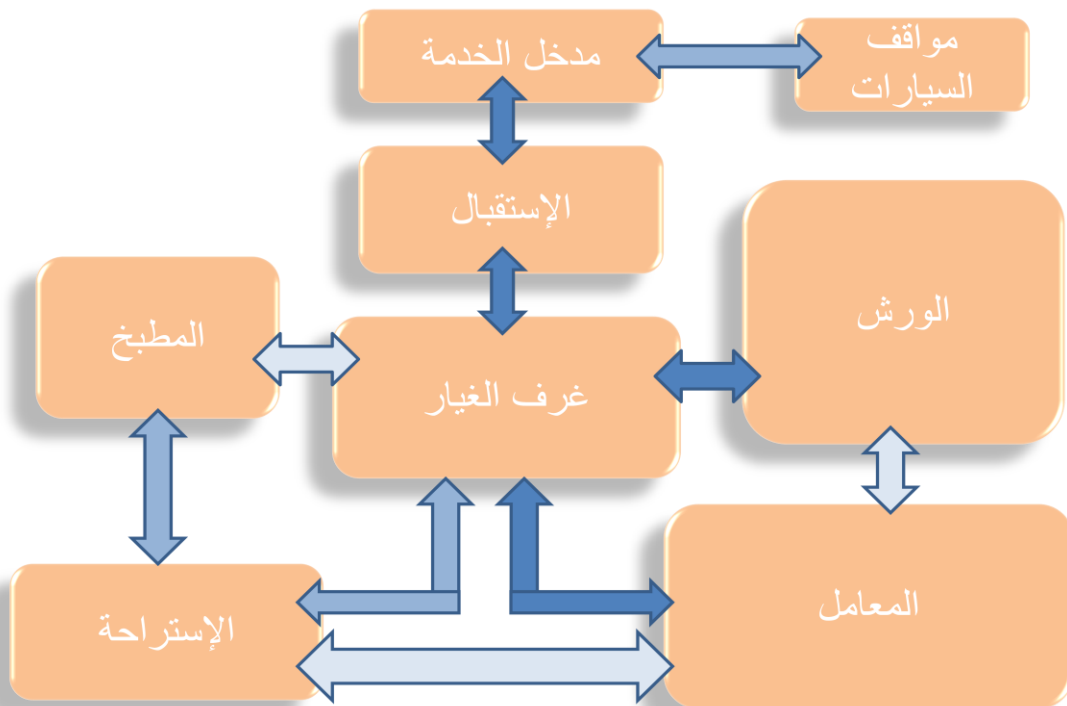 مدخل الخدمة
مواقف
السيارات
الإستقبال
الورش
المطبخ
غرف الغيار
المعامل
الإستراحة